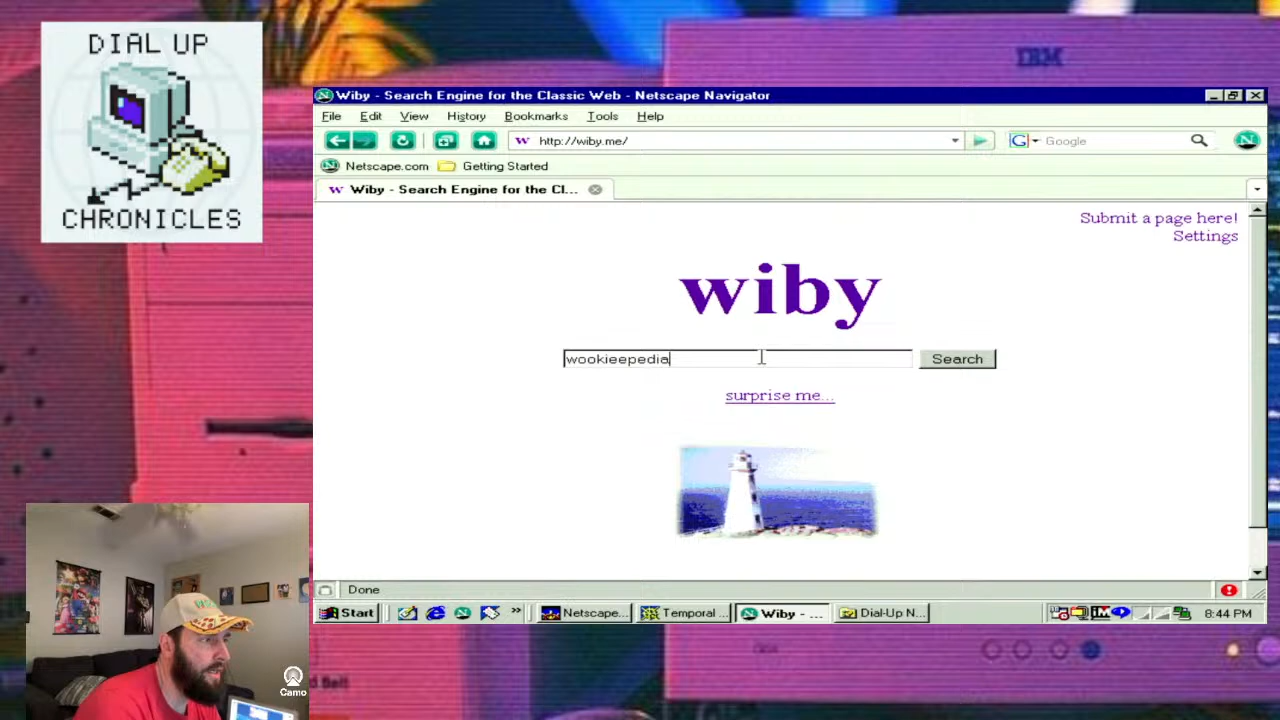 DIAL UP
CHRONICLES
IBM
Wiby - Search Engine for the Classic Web - Netscape Navigator
File Edit View History Bookmarks Tools Help
w http://wiby.me/ G Google N
Netscape.com Getting Started
w Wiby - Search Engine for the Cl...
Submit a page here!
Settings
wiby
wookieepedia Search
surprise me...
Done
Start » Netscape... Temporal ... Wiby - ... Dial-Up N... 8:44 PM
Camo
Bell